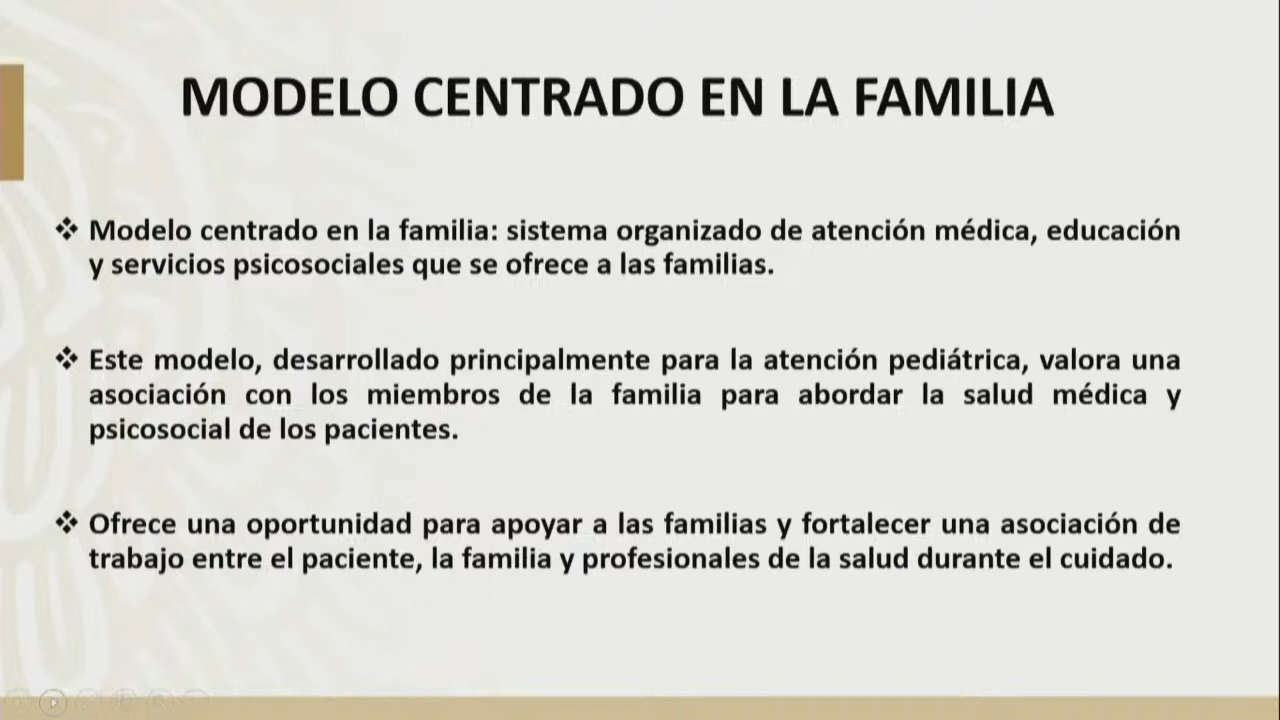 MODELO CENTRADO EN LA FAMILIA
❖ Modelo centrado en la familia: sistema organizado de atención médica, educación
y servicios psicosociales que se ofrece a las familias.
❖ Este modelo, desarrollado principalmente para la atención pediátrica, valora una
asociación con los miembros de la familia para abordar la salud médica y
psicosocial de los pacientes.
❖ Ofrece una oportunidad para apoyar a las familias y fortalecer una asociación de
trabajo entre el paciente, la familia y profesionales de la salud durante el cuidado.